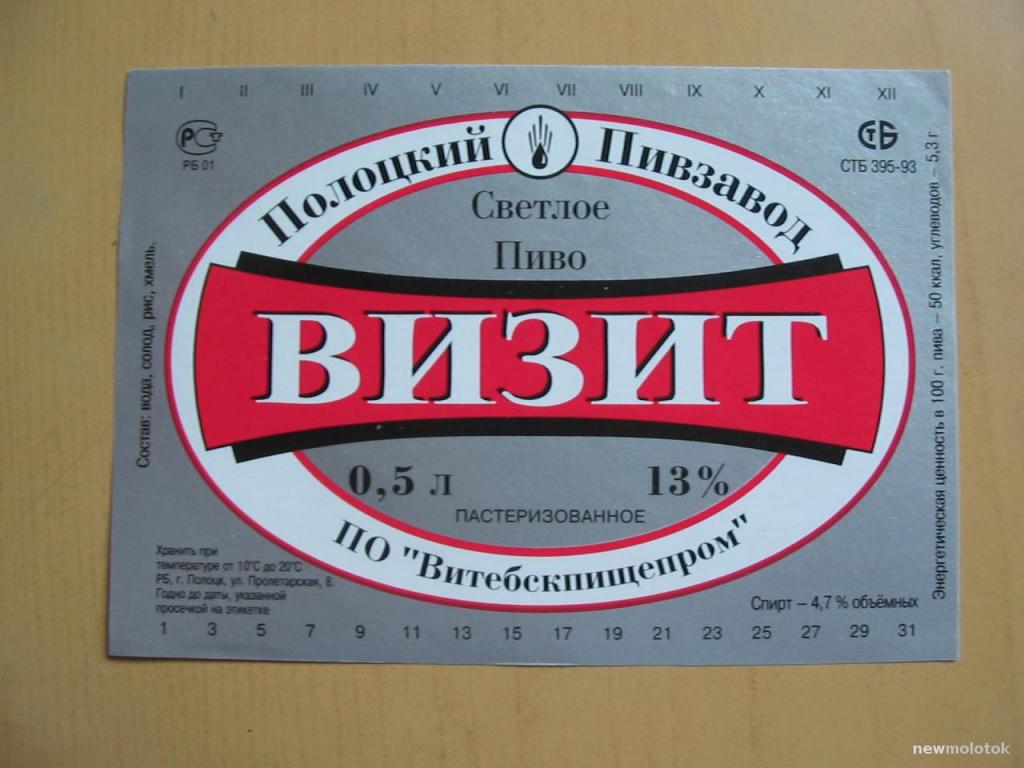 I II III IV V VI VII VIII IX X XI XII
РСТ
РБ 01
СТБ
СТБ 395-93
Полоцкий Пивзавод
Светлое
Пиво
ВИЗИТ
0,5 л 13%
ПАСТЕРИЗОВАННОЕ
ПО "Витебскпищепром"
Состав: вода, солод, рис, хмель.
Энергетическая ценность в 100 г. пива – 50 ккал, углеводов – 5,3 г
Хранить при
температуре от 10°С до 20°С
РБ, г. Полоцк, ул. Пролетарская, 8.
Годно до даты, указанной
просечкой на этикетке
Спирт – 4,7 % объёмных
1 3 5 7 9 11 13 15 17 19 21 23 25 27 29 31
newmolotok